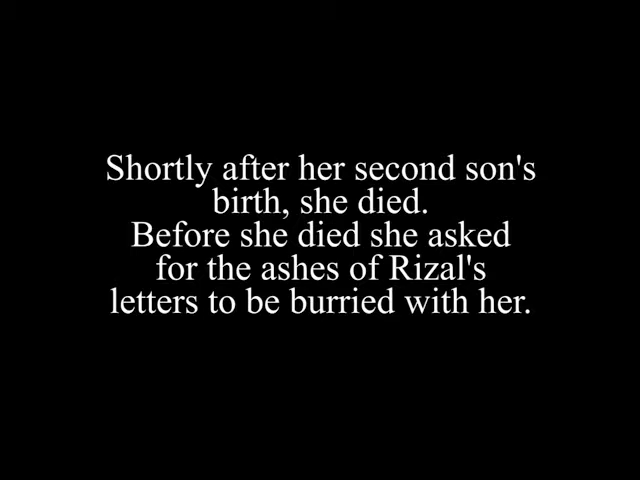 Shortly after her second son's
birth, she died.
Before she died she asked
for the ashes of Rizal's
letters to be burried with her.